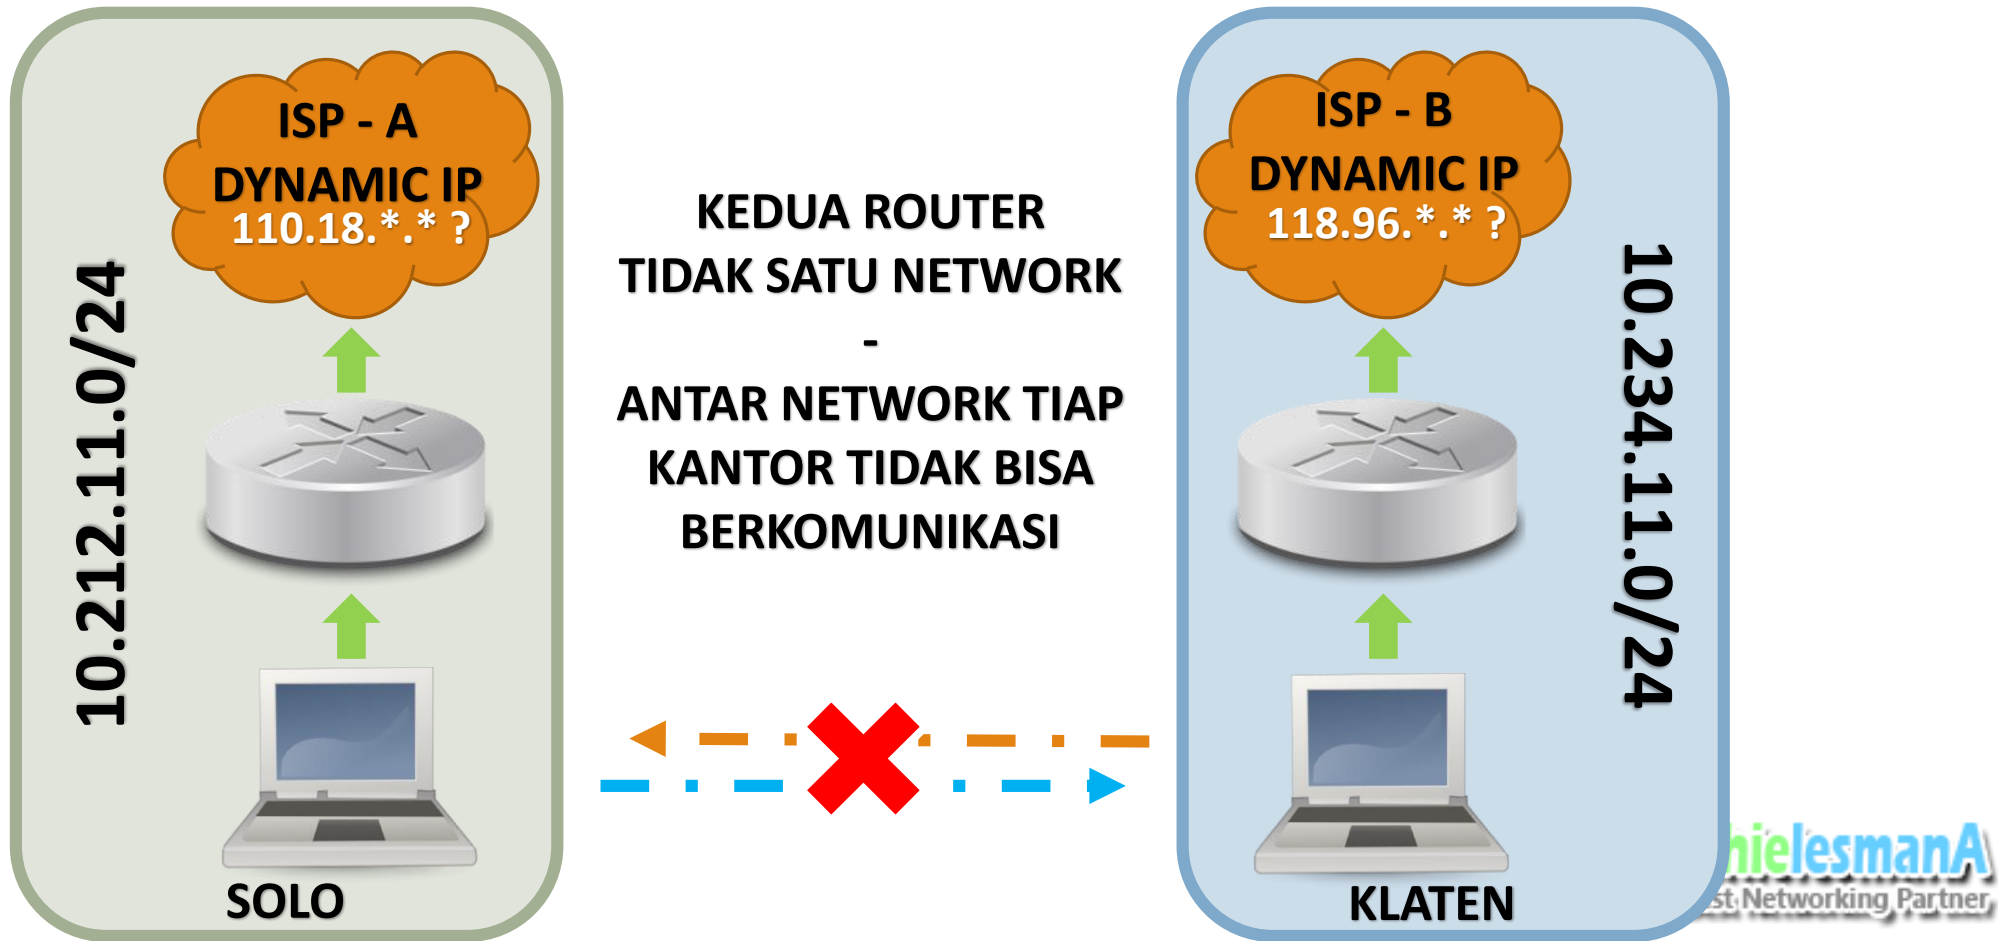 ISP - A
DYNAMIC IP
110.18.*.* ?
10.212.11.0/24
SOLO
KEDUA ROUTER
TIDAK SATU NETWORK
-
ANTAR NETWORK TIAP
KANTOR TIDAK BISA
BERKOMUNIKASI
ISP - B
DYNAMIC IP
118.96.*.* ?
10.234.11.0/24
KLATEN
hielesmanA
st Networking Partner